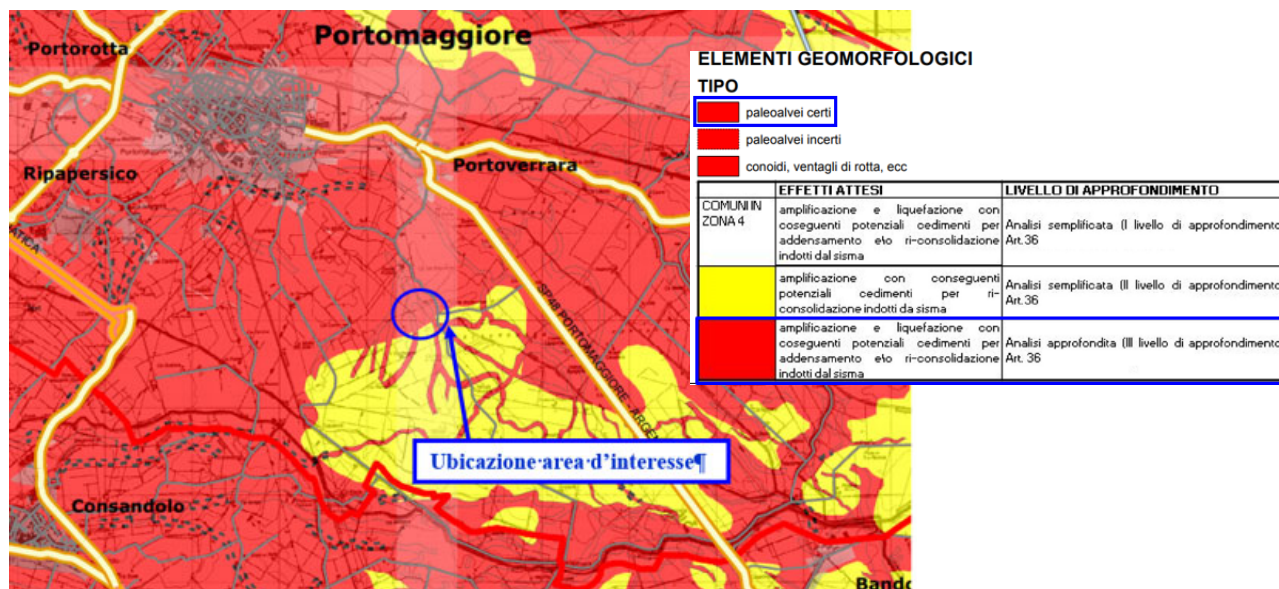 Portomaggiore
Portorotta
Ripapersico
Portoverrara
SP48 PORTOMAGGIORE - ARGEN
Ubicazione·area·d'interesse¶
Consandolo
Bando
ELEMENTI GEOMORFOLOGICI
TIPO
paleoalvei certi
paleoalvei incerti
conoidi, ventagli di rotta, ecc
EFFETTI ATTESI
LIVELLO DI APPROFONDIMENTO
COMUNI IN
ZONA 4
amplificazione e liquefazione con
coseguenti potenziali cedimenti per
addensamento e\o ri-consolidazione
indotti dal sisma
Analisi semplificata (I livello di approfondimento
Art.36
amplificazione con conseguenti
potenziali cedimenti per ri-
consolidazione indotti da sisma
Analisi semplificata (II livello di approfondimento
Art.36
amplificazione e liquefazione con
coseguenti potenziali cedimenti per
addensamento e\o ri-consolidazione
indotti dal sisma
Analisi approfondita (III livello di approfondimento
Art. 36